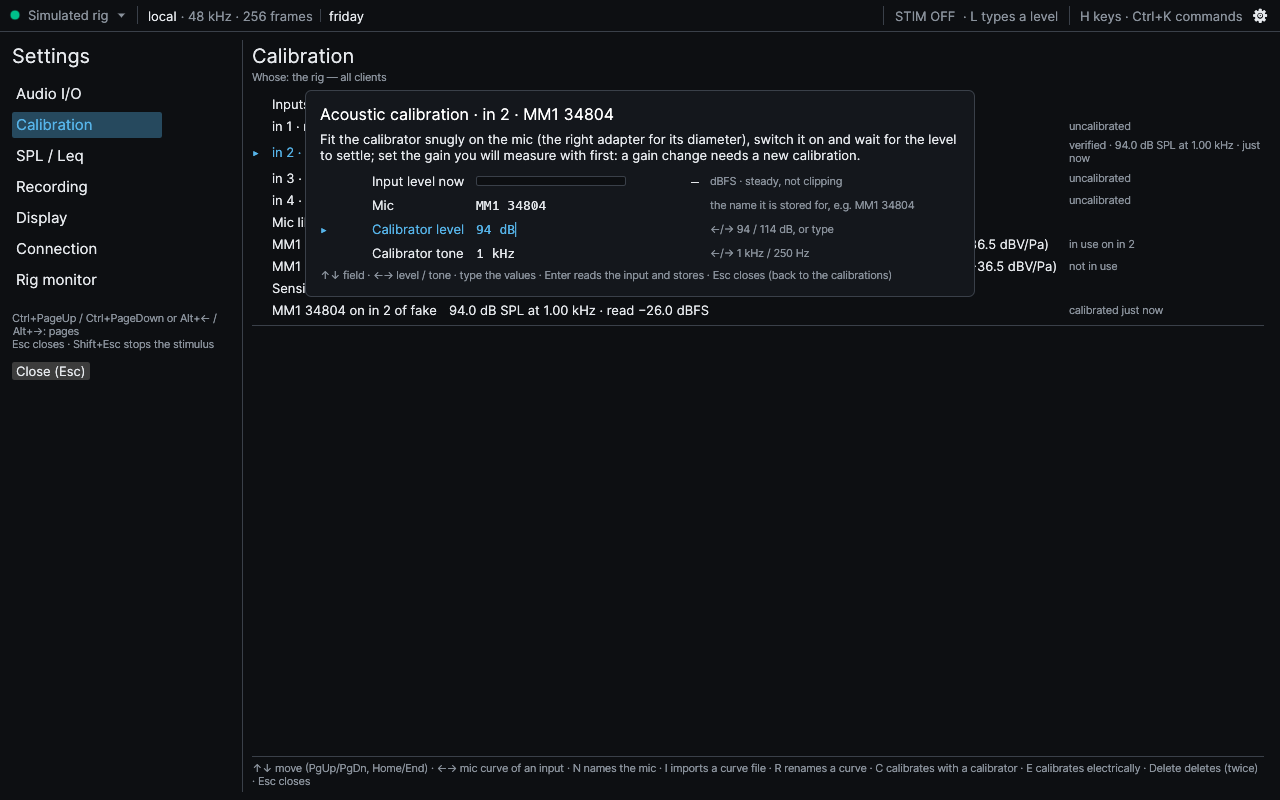 Simulated rig
local · 48 kHz · 256 frames
friday
STIM OFF · L types a level
H keys · Ctrl+K commands
Settings
Audio I/O
Calibration
SPL / Leq
Recording
Display
Connection
Rig monitor
Ctrl+PageUp / Ctrl+PageDown or Alt+← /
Alt+→: pages
Esc closes · Shift+Esc stops the stimulus
Close (Esc)
Calibration
Whose: the rig — all clients
Inputs
in 1 ·
uncalibrated
▸ in 2 ·
verified · 94.0 dB SPL at 1.00 kHz · just
now
in 3 ·
uncalibrated
in 4 ·
uncalibrated
Mic li
MM1
36.5 dBV/Pa)
in use on in 2
MM1
36.5 dBV/Pa)
not in use
Sensi
MM1 34804 on in 2 of fake 94.0 dB SPL at 1.00 kHz · read −26.0 dBFS
calibrated just now
Acoustic calibration · in 2 · MM1 34804
Fit the calibrator snugly on the mic (the right adapter for its diameter), switch it on and wait for the level
to settle; set the gain you will measure with first: a gain change needs a new calibration.
Input level now – dBFS · steady, not clipping
Mic MM1 34804 the name it is stored for, e.g. MM1 34804
▸ Calibrator level 94 dB ←/→ 94 / 114 dB, or type
Calibrator tone 1 kHz ←/→ 1 kHz / 250 Hz
↑↓ field · ←→ level / tone · type the values · Enter reads the input and stores · Esc closes (back to the calibrations)
↑↓ move (PgUp/PgDn, Home/End) · ←→ mic curve of an input · N names the mic · I imports a curve file · R renames a curve · C calibrates with a calibrator · E calibrates electrically · Delete deletes (twice)
· Esc closes